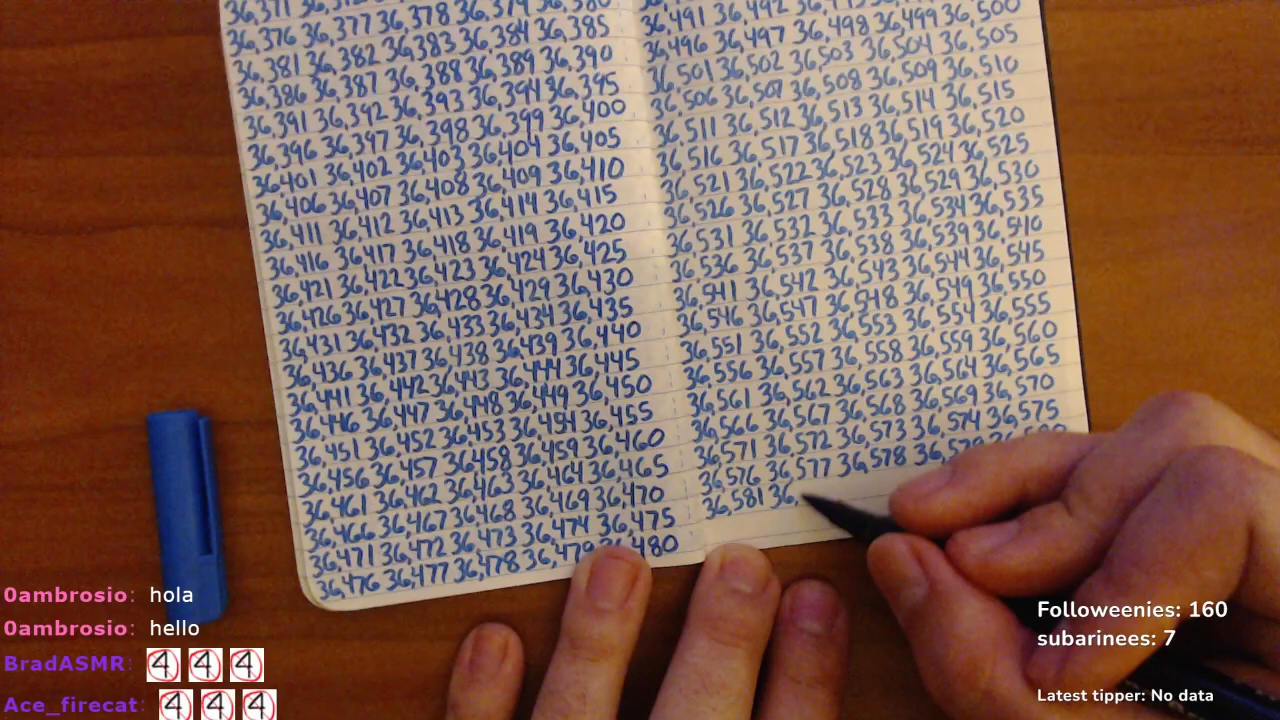 36,371
36,376 36,377 36,378 36,379 36,380
36,381 36,382 36,383 36,384 36,385
36,386 36,387 36,388 36,389 36,390
36,391 36,392 36,393 36,394 36,395
36,396 36,397 36,398 36,399 36,400
36,401 36,402 36,403 36,404 36,405
36,406 36,407 36,408 36,409 36,410
36,411 36,412 36,413 36,414 36,415
36,416 36,417 36,418 36,419 36,420
36,421 36,422 36,423 36,424 36,425
36,426 36,427 36,428 36,429 36,430
36,431 36,432 36,433 36,434 36,435
36,436 36,437 36,438 36,439 36,440
36,441 36,442 36,443 36,444 36,445
36,446 36,447 36,448 36,449 36,450
36,451 36,452 36,453 36,454 36,455
36,456 36,457 36,458 36,459 36,460
36,461 36,462 36,463 36,464 36,465
36,466 36,467 36,468 36,469 36,470
36,471 36,472 36,473 36,474 36,475
36,476 36,477 36,478 36,479 36,480
36,491 36,492
36,496 36,497 36,498 36,499 36,500
36,501 36,502 36,503 36,504 36,505
36,506 36,507 36,508 36,509 36,510
36,511 36,512 36,513 36,514 36,515
36,516 36,517 36,518 36,519 36,520
36,521 36,522 36,523 36,524 36,525
36,526 36,527 36,528 36,529 36,530
36,531 36,532 36,533 36,534 36,535
36,536 36,537 36,538 36,539 36,540
36,541 36,542 36,543 36,544 36,545
36,546 36,547 36,548 36,549 36,550
36,551 36,552 36,553 36,554 36,555
36,556 36,557 36,558 36,559 36,560
36,561 36,562 36,563 36,564 36,565
36,566 36,567 36,568 36,569 36,570
36,571 36,572 36,573 36,574 36,575
36,576 36,577 36,578 36,579 36,580
36,581 36,
0ambrosio: hola
0ambrosio: hello
BradASMR: 4 4 4
Ace_firecat: 4 4 4
Followeenies: 160
subarinees: 7
Latest tipper: No data